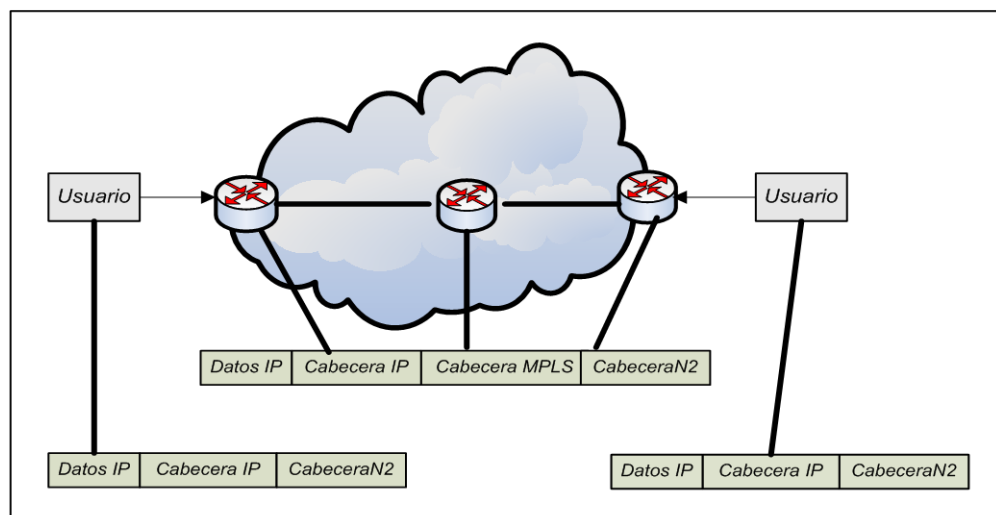 Usuario
Usuario
Datos IP Cabecera IP Cabecera MPLS CabeceraN2
Datos IP Cabecera IP CabeceraN2
Datos IP Cabecera IP CabeceraN2